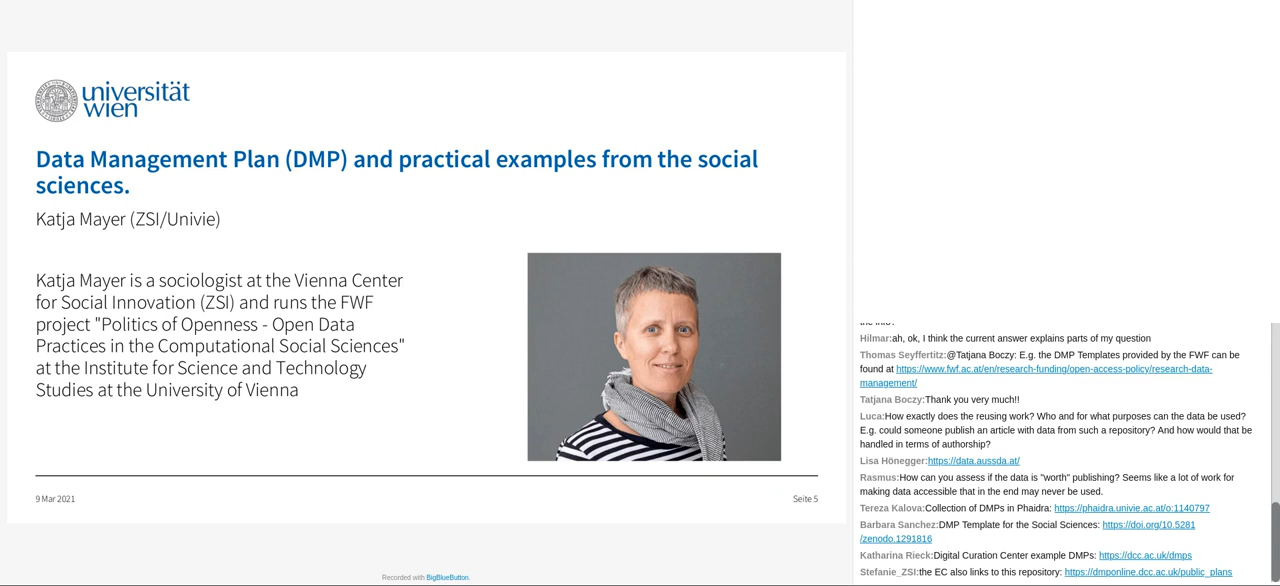 universität
wien
Data Management Plan (DMP) and practical examples from the social
sciences.
Katja Mayer (ZSI/Univie)
Katja Mayer is a sociologist at the Vienna Center
for Social Innovation (ZSI) and runs the FWF
project "Politics of Openness - Open Data
Practices in the Computational Social Sciences"
at the Institute for Science and Technology
Studies at the University of Vienna
9 Mar 2021
Seite 5
Recorded with BigBlueButton.
the info?
Hilmar:ah, ok, I think the current answer explains parts of my question
Thomas Seyffertitz:@Tatjana Boczy: E.g. the DMP Templates provided by the FWF can be
found at https://www.fwf.ac.at/en/research-funding/open-access-policy/research-data-
management/
Tatjana Boczy:Thank you very much!!
Luca:How exactly does the reusing work? Who and for what purposes can the data be used?
E.g. could someone publish an article with data from such a repository? And how would that be
handled in terms of authorship?
Lisa Hönegger:https://data.aussda.at/
Rasmus:How can you assess if the data is "worth" publishing? Seems like a lot of work for
making data accessible that in the end may never be used.
Tereza Kalova:Collection of DMPs in Phaidra: https://phaidra.univie.ac.at/o:1140797
Barbara Sanchez:DMP Template for the Social Sciences: https://doi.org/10.5281
/zenodo.1291816
Katharina Rieck:Digital Curation Center example DMPs: https://dcc.ac.uk/dmps
Stefanie_ZSI:the EC also links to this repository: https://dmponline.dcc.ac.uk/public_plans